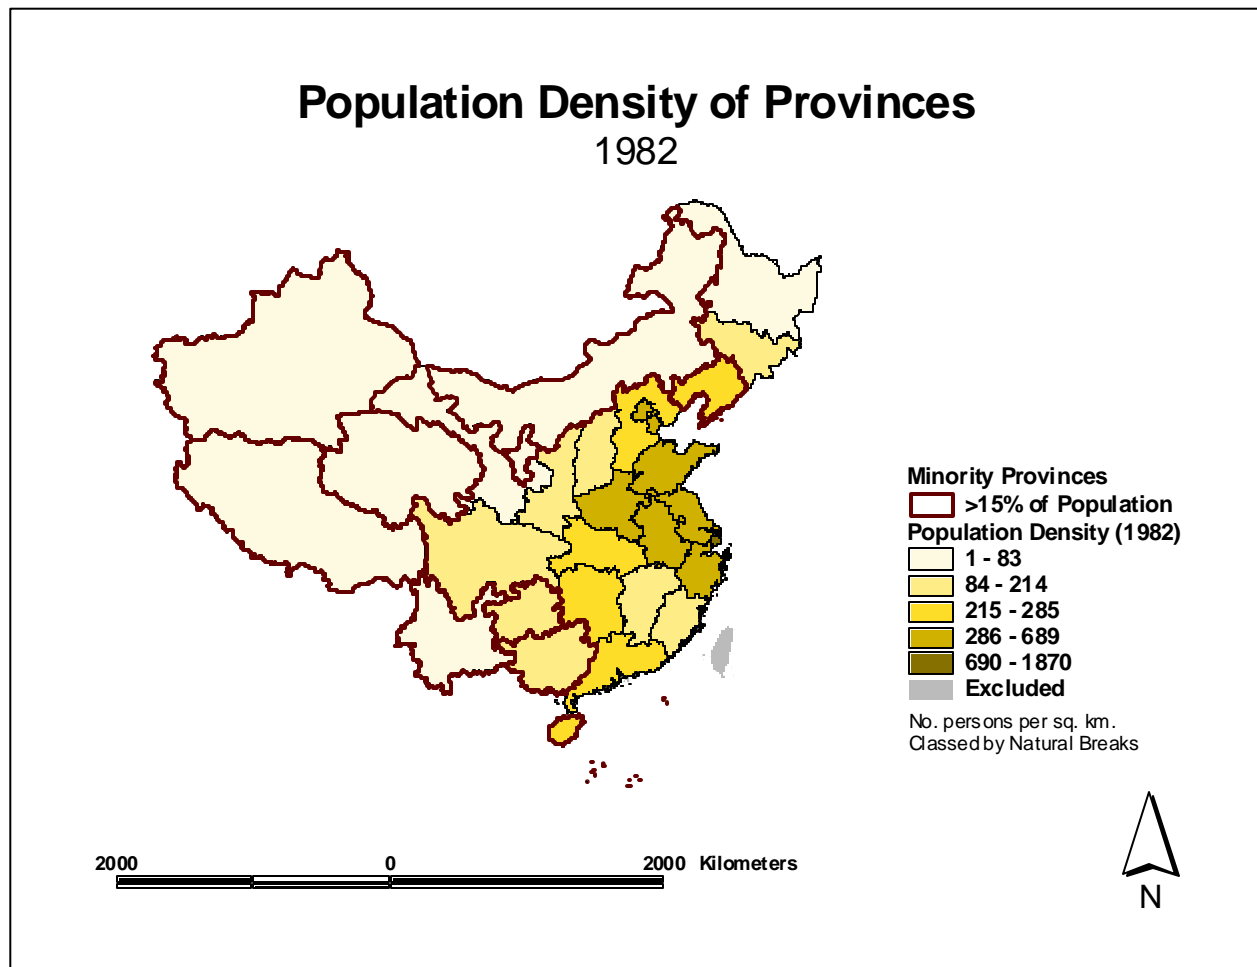 Population Density of Provinces
1982
Minority Provinces
>15% of Population
Population Density (1982)
1 - 83
84 - 214
215 - 285
286 - 689
690 - 1870
Excluded
No. persons per sq. km.
Classed by Natural Breaks
2000 0 2000 Kilometers
N